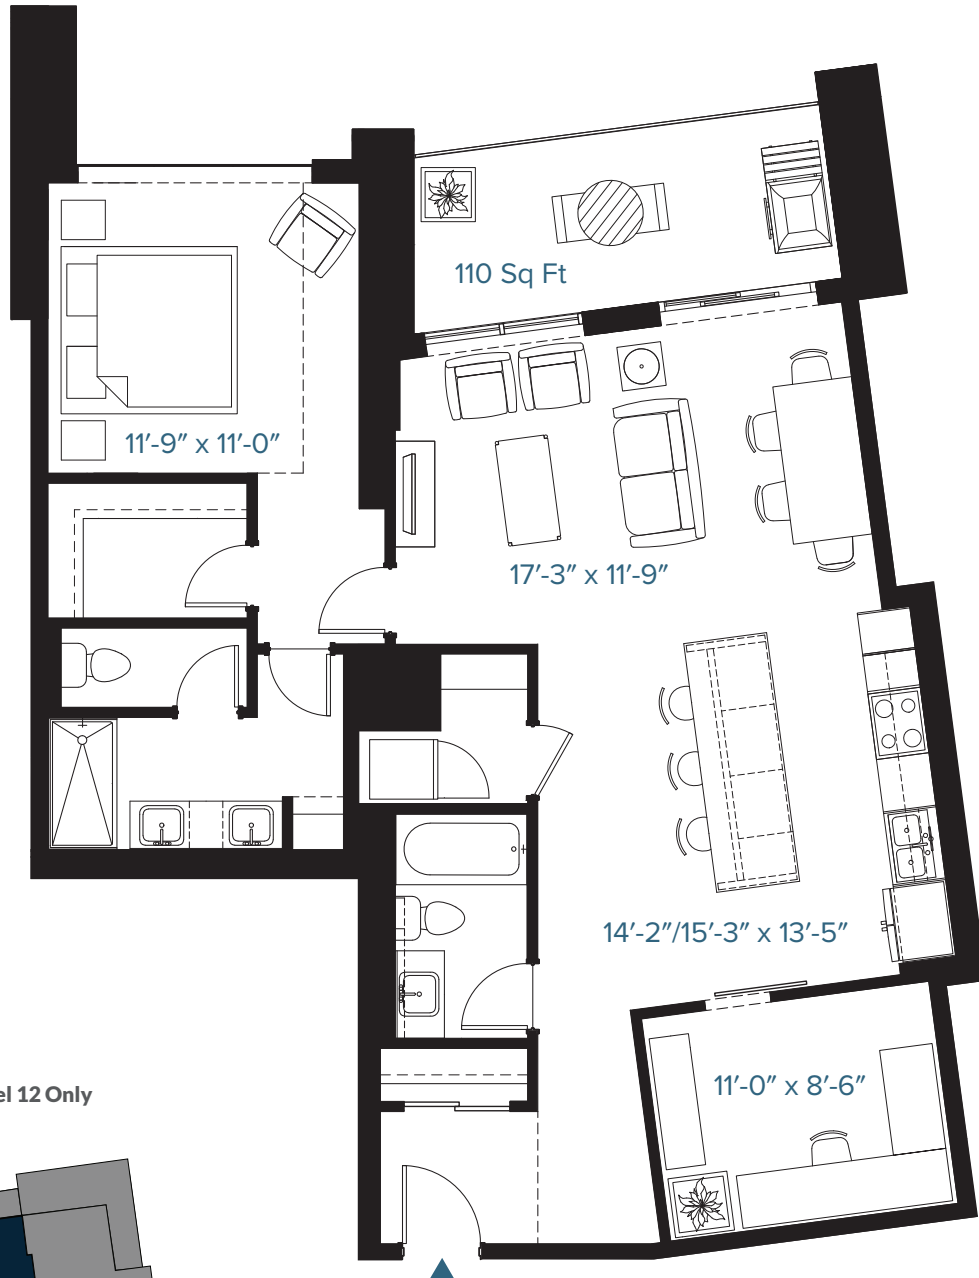 110 Sq Ft
11′-9″ x 11′-0″
17′-3″ x 11′-9″
14′-2″/15′-3″ x 13′-5″
11′-0″ x 8′-6″
12 Only